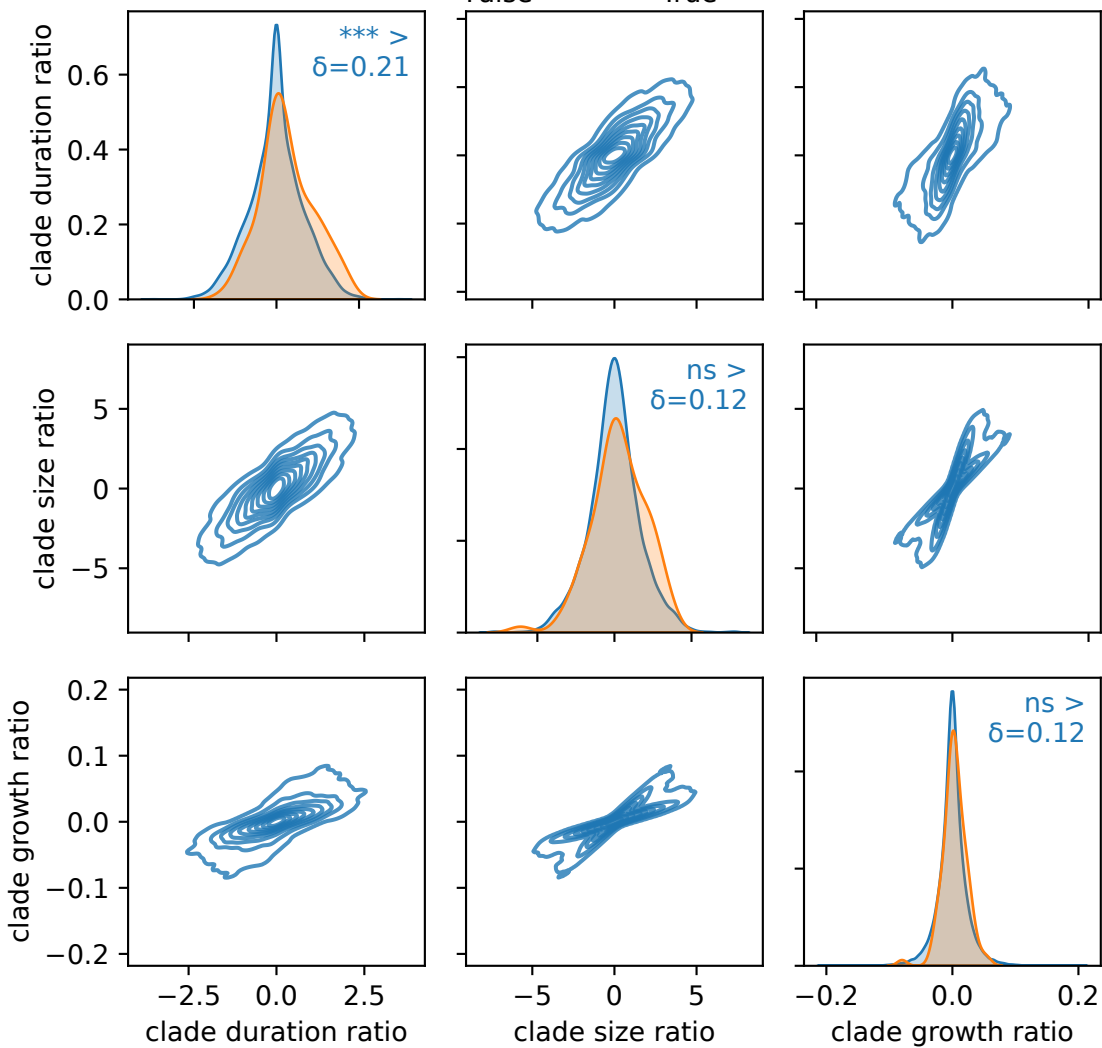 False True
clade duration ratio
0.6
0.4
0.2
0.0
*** >
δ=0.21
clade size ratio
5
0
−5
ns >
δ=0.12
clade growth ratio
0.2
0.1
0.0
−0.1
−0.2
ns >
δ=0.12
−2.5 0.0 2.5
−5 0 5
−0.2 0.0 0.2
clade duration ratio
clade size ratio
clade growth ratio